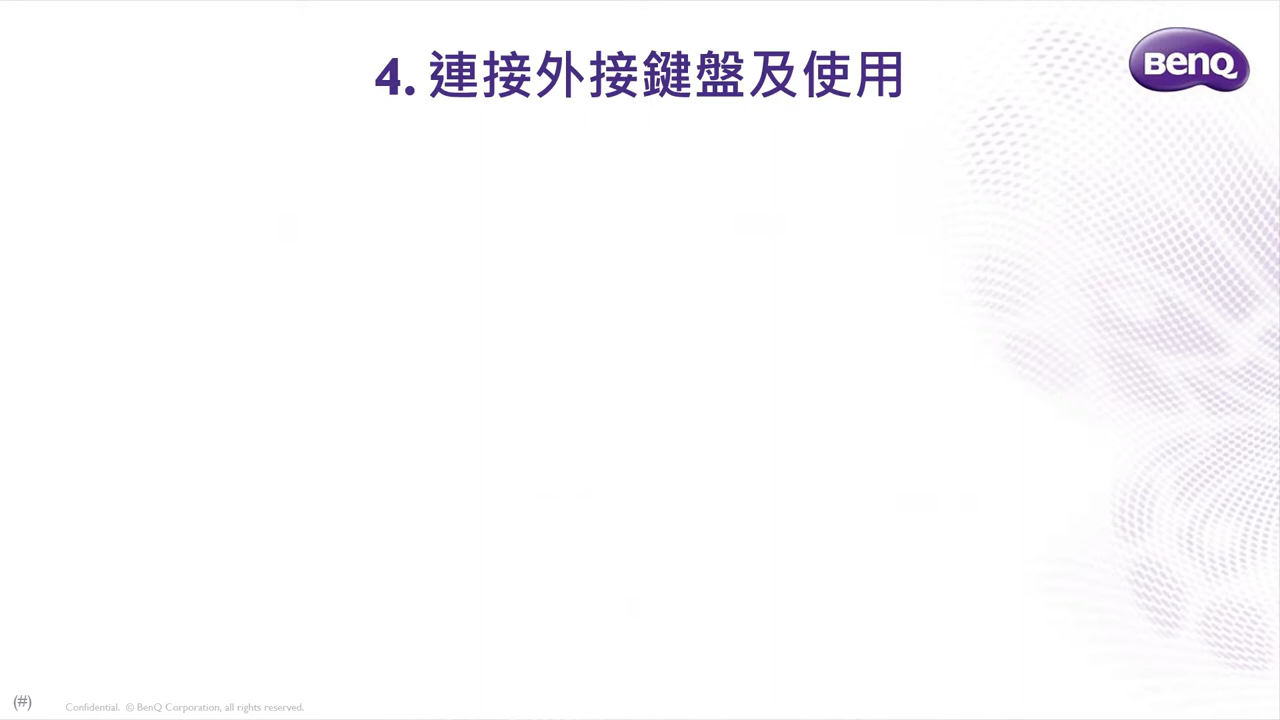 4. 連接外接鍵盤及使用
BenQ
(#) Confidential. © BenQ Corporation, all rights reserved.